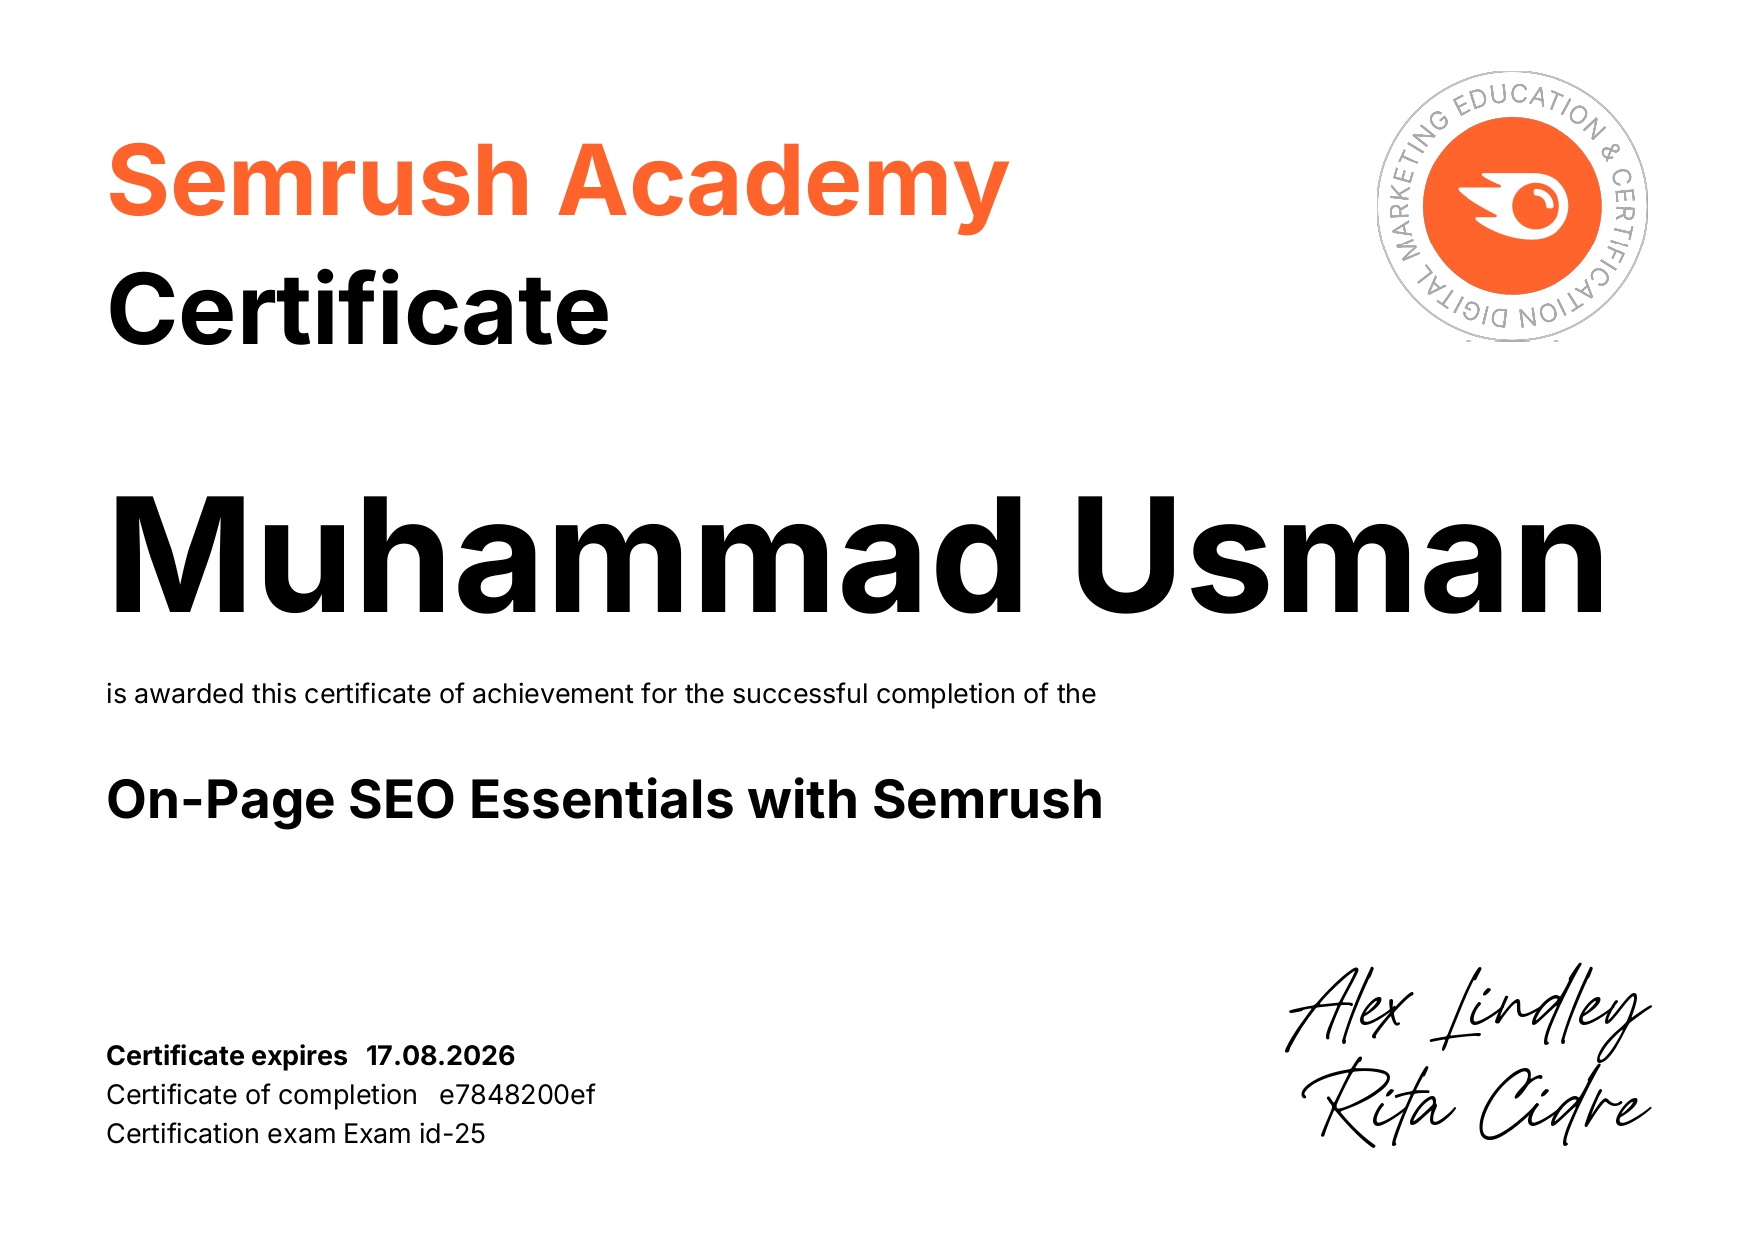 Semrush Academy
Certificate
DIGITAL MARKETING EDUCATION & CERTIFICATION
Muhammad Usman
is awarded this certificate of achievement for the successful completion of the
On-Page SEO Essentials with Semrush
Certificate expires 17.08.2026
Certificate of completion e7848200ef
Certification exam Exam id-25
Alex Lindley
Rita Cidre